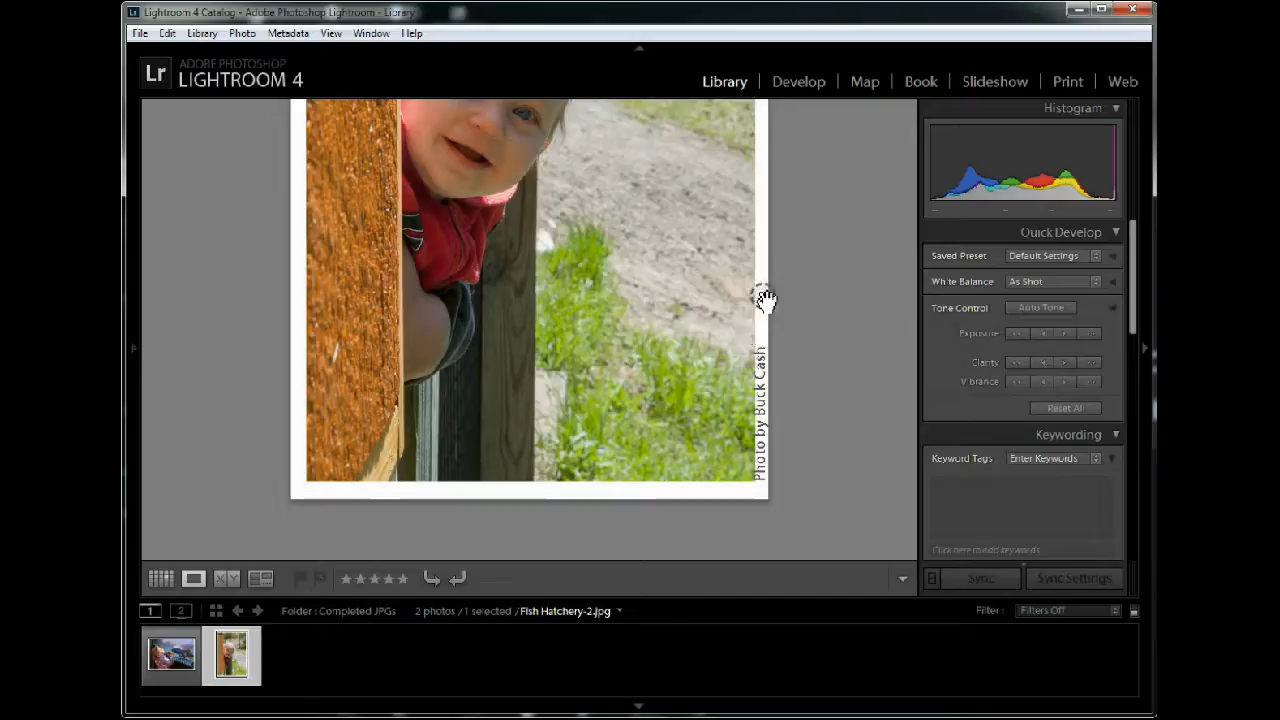 Lightroom 4 Catalog - Adobe Photoshop Lightroom - Library
File Edit Library Photo Metadata View Window Help
Lr ADOBE PHOTOSHOP
LIGHTROOM 4
Library | Develop | Map | Book | Slideshow | Print | Web
Histogram
Quick Develop
Saved Preset Default Settings
White Balance As Shot
Tone Control Auto Tone
Exposure
Clarity
Vibrance
Reset All
Keywording
Keyword Tags Enter Keywords
Click here to add keywords
Photo by Buck Cash
XY
Sync Sync Settings
1 2 Folder : Completed JPGs 2 photos / 1 selected / Fish Hatchery-2.jpg Filter : Filters Off